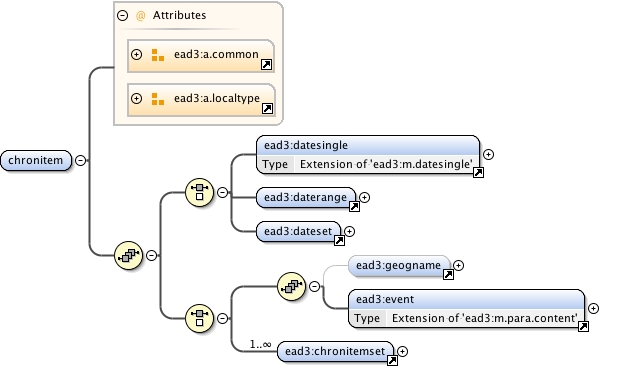 @ Attributes
ead3:a.common
ead3:a.localtype
chronitem
ead3:datesingle
Type Extension of 'ead3:m.datesingle'
ead3:daterange
ead3:dateset
ead3:geogname
ead3:event
Type Extension of 'ead3:m.para.content'
1..∞
ead3:chronitemset